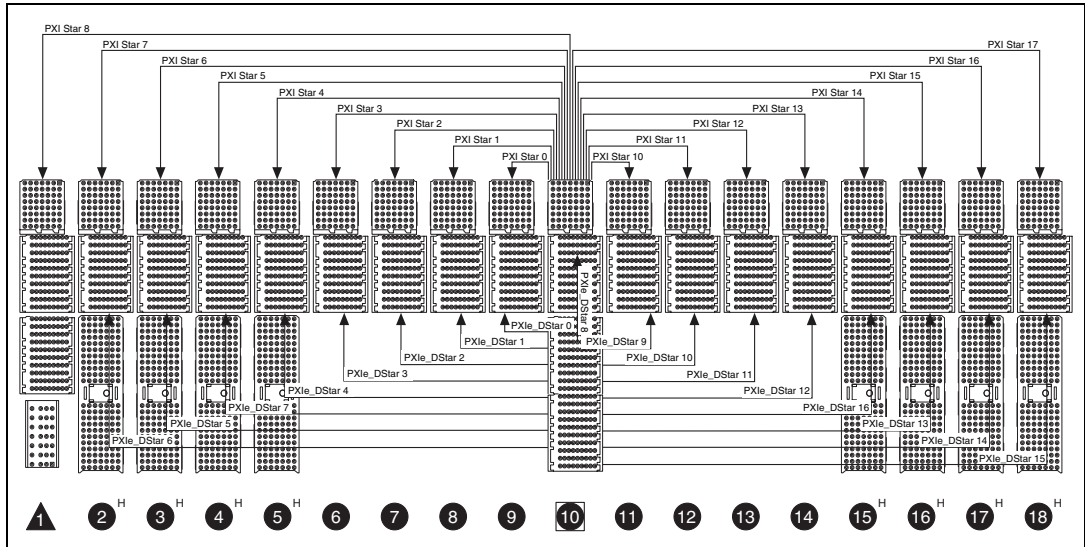 PXI Star 8
PXI Star 7
PXI Star 17
PXI Star 6
PXI Star 16
PXI Star 5
PXI Star 15
PXI Star 4
PXI Star 14
PXI Star 3
PXI Star 13
PXI Star 2
PXI Star 12
PXI Star 1
PXI Star 11
PXI Star 0
PXI Star 10
PXIe_DStar 8
PXIe_DStar 0
PXIe_DStar 1
PXIe_DStar 9
PXIe_DStar 2
PXIe_DStar 10
PXIe_DStar 3
PXIe_DStar 11
PXIe_DStar 4
PXIe_DStar 12
PXIe_DStar 7
PXIe_DStar 16
PXIe_DStar 5
PXIe_DStar 13
PXIe_DStar 6
PXIe_DStar 14
PXIe_DStar 15
1 2 H 3 H 4 H 5 H 6 7 8 9 10 11 12 13 14 15 H 16 H 17 H 18 H